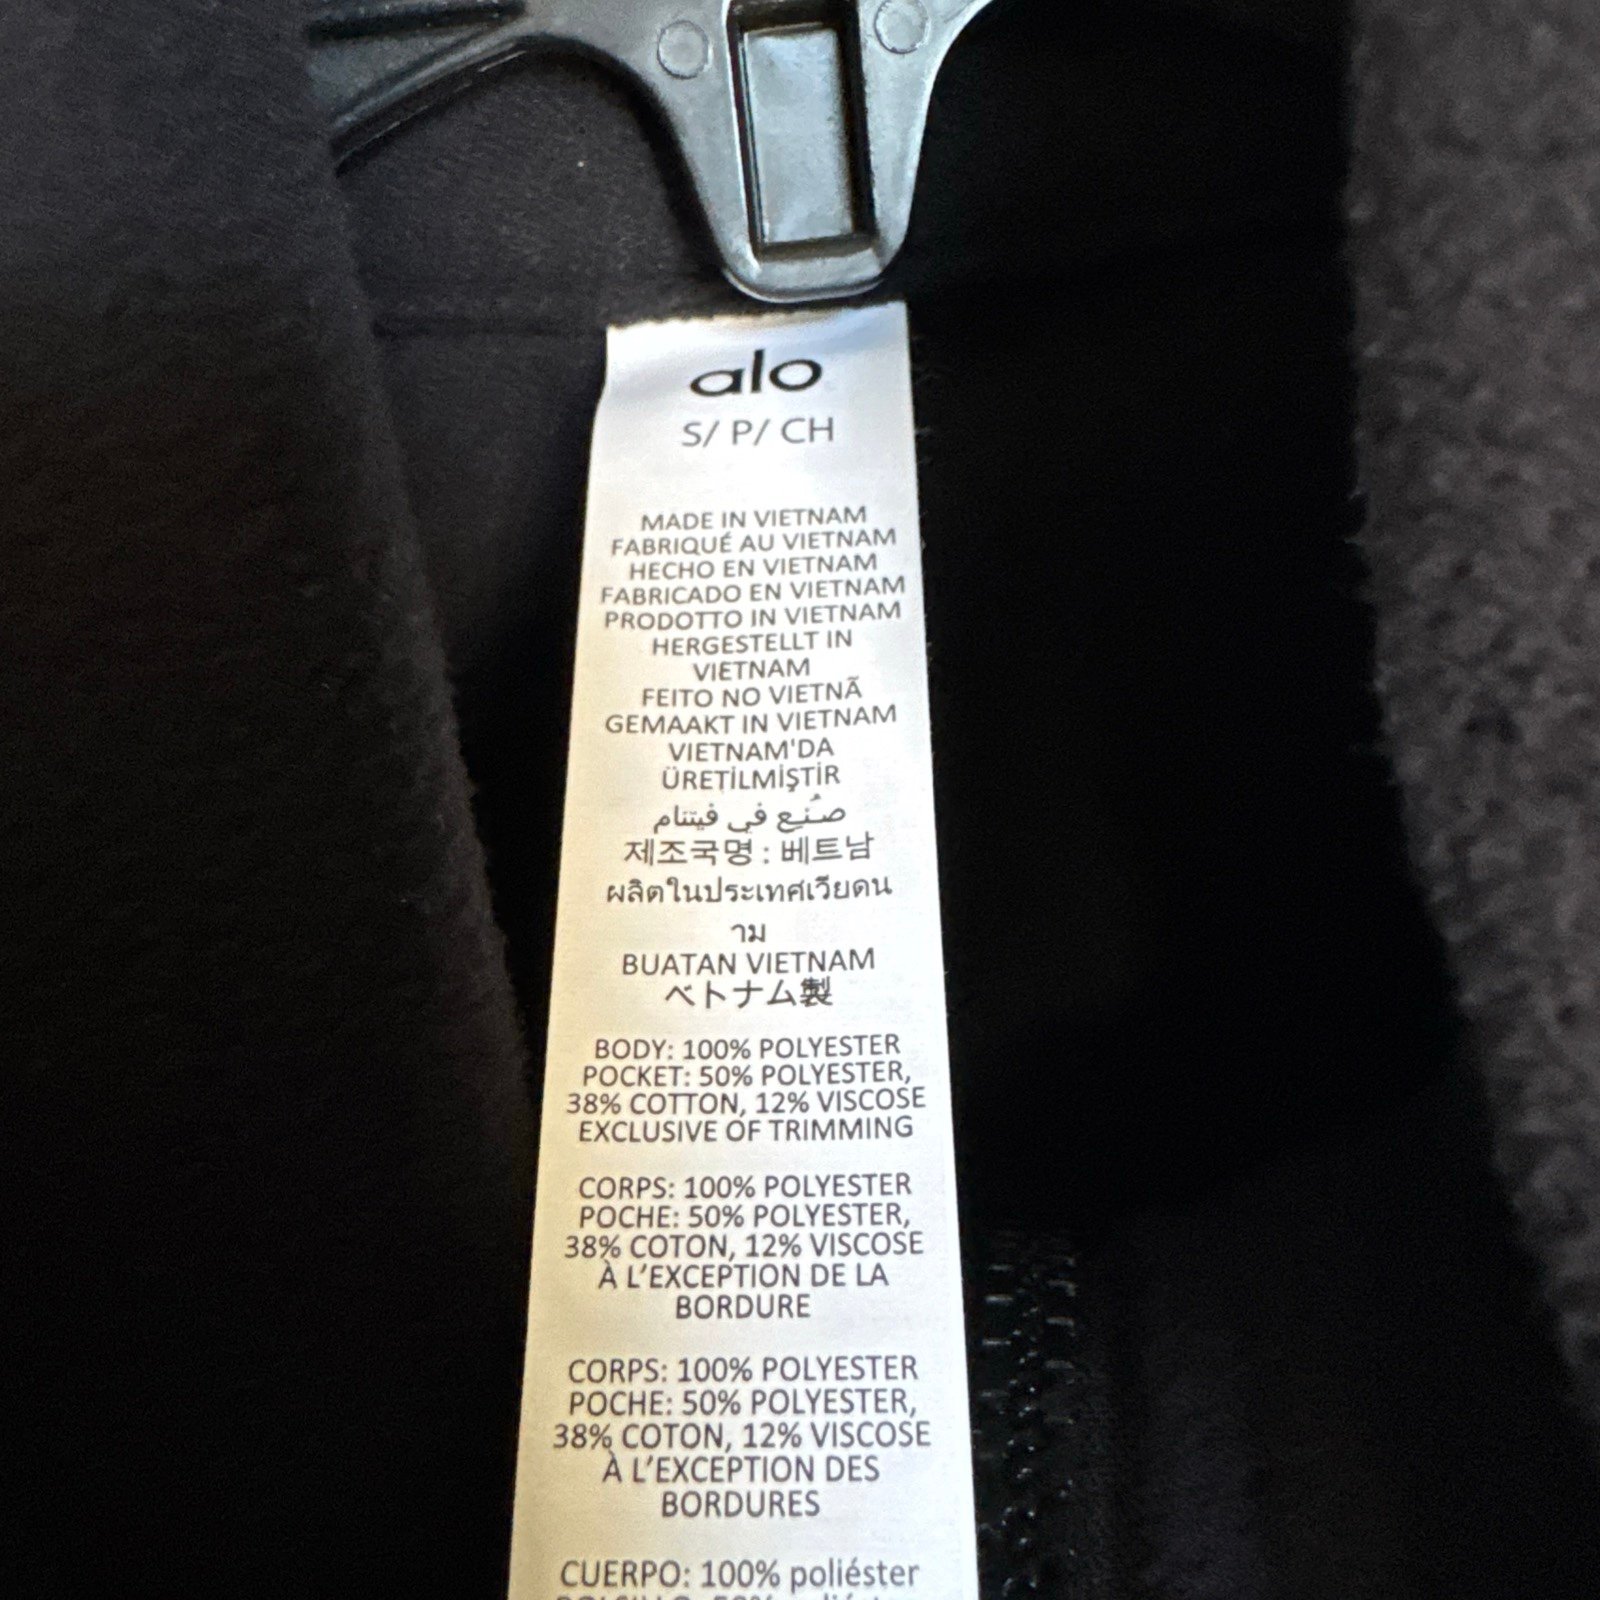 alo
S/ P/ CH
MADE IN VIETNAM
FABRIQUÉ AU VIETNAM
HECHO EN VIETNAM
FABRICADO EN VIETNAM
PRODOTTO IN VIETNAM
HERGESTELLT IN
VIETNAM
FEITO NO VIETNÃ
GEMAAKT IN VIETNAM
VIETNAM'DA
ÜRETİLMİŞTİR
صُنِع في فيتنام
제조국명 : 베트남
ผลิตในประเทศเวียดน
าม
BUATAN VIETNAM
ベトナム製
BODY: 100% POLYESTER
POCKET: 50% POLYESTER,
38% COTTON, 12% VISCOSE
EXCLUSIVE OF TRIMMING
CORPS: 100% POLYESTER
POCHE: 50% POLYESTER,
38% COTON, 12% VISCOSE
À L’EXCEPTION DE LA
BORDURE
CORPS: 100% POLYESTER
POCHE: 50% POLYESTER,
38% COTON, 12% VISCOSE
À L’EXCEPTION DES
BORDURES
CUERPO: 100% poliéster